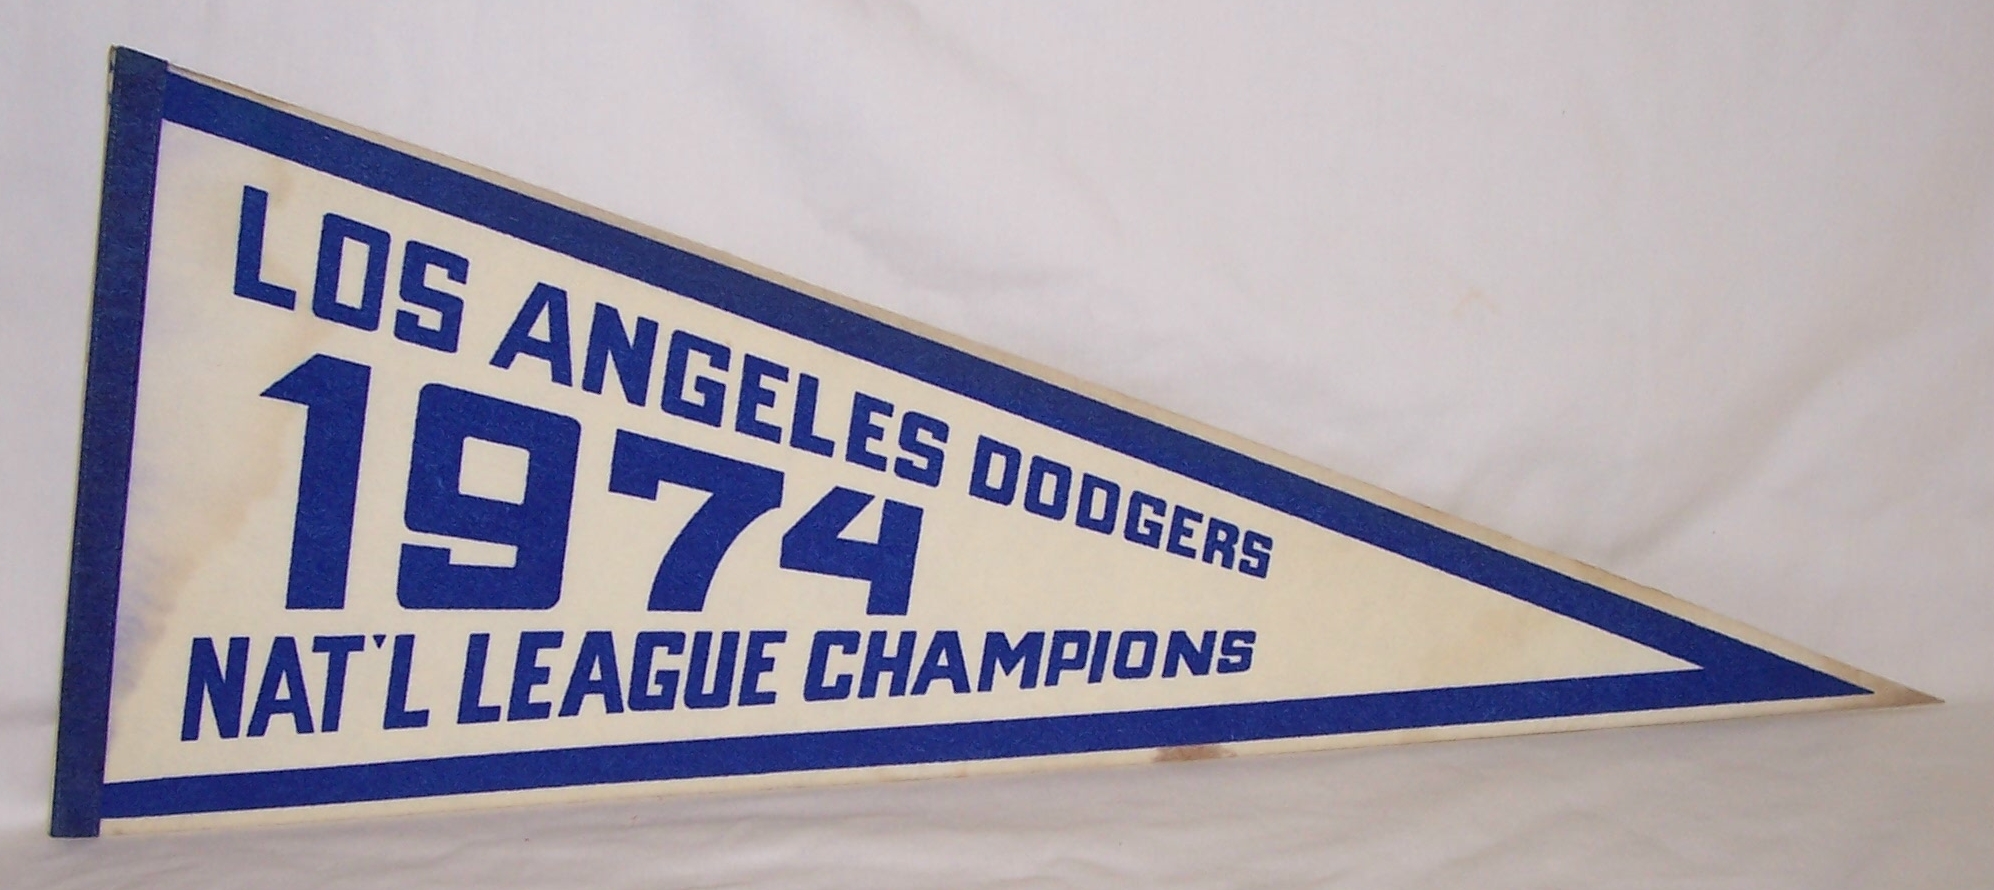 LOS ANGELES DODGERS
1974
NAT'L LEAGUE CHAMPIONS